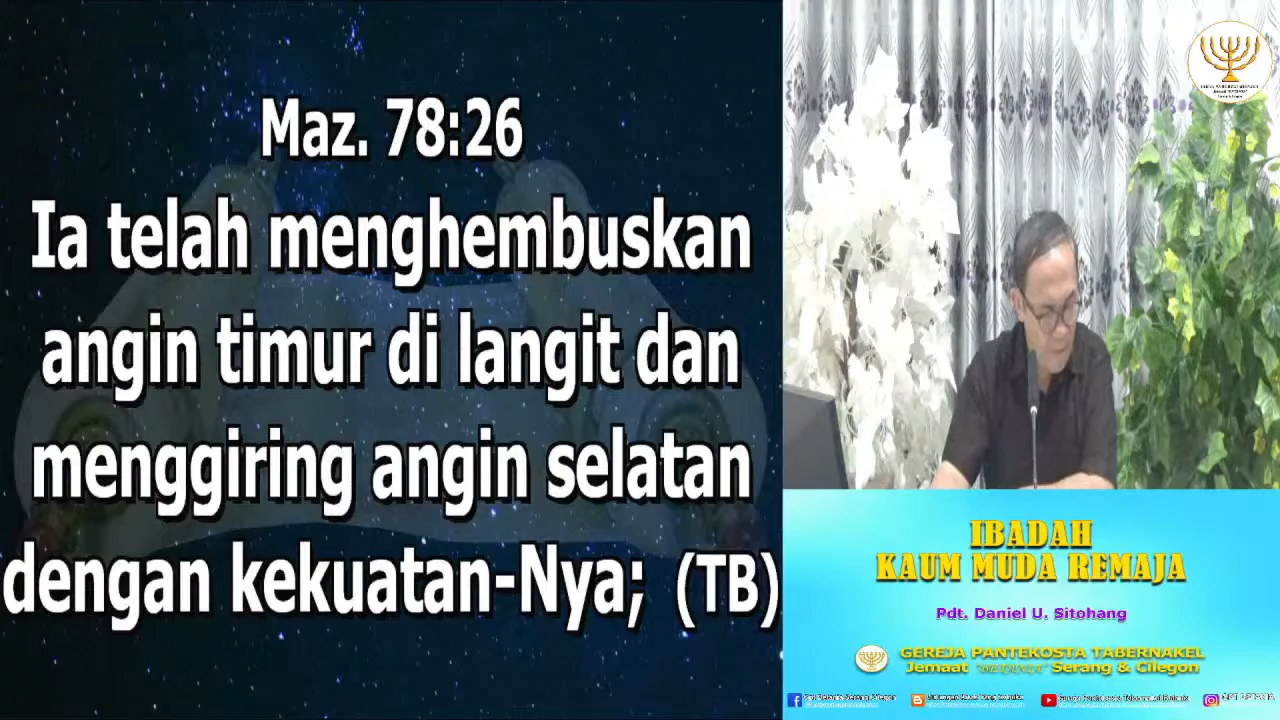 Maz. 78:26
Ia telah menghembuskan
angin timur di langit dan
menggiring angin selatan
dengan kekuatan-Nya; (TB)
IBADAH
KAUM MUDA REMAJA
Pdt. Daniel U. Sitohang
GEREJA PANTEKOSTA TABERNAKEL
Jemaat "BETANIA" Serang & Cilegon